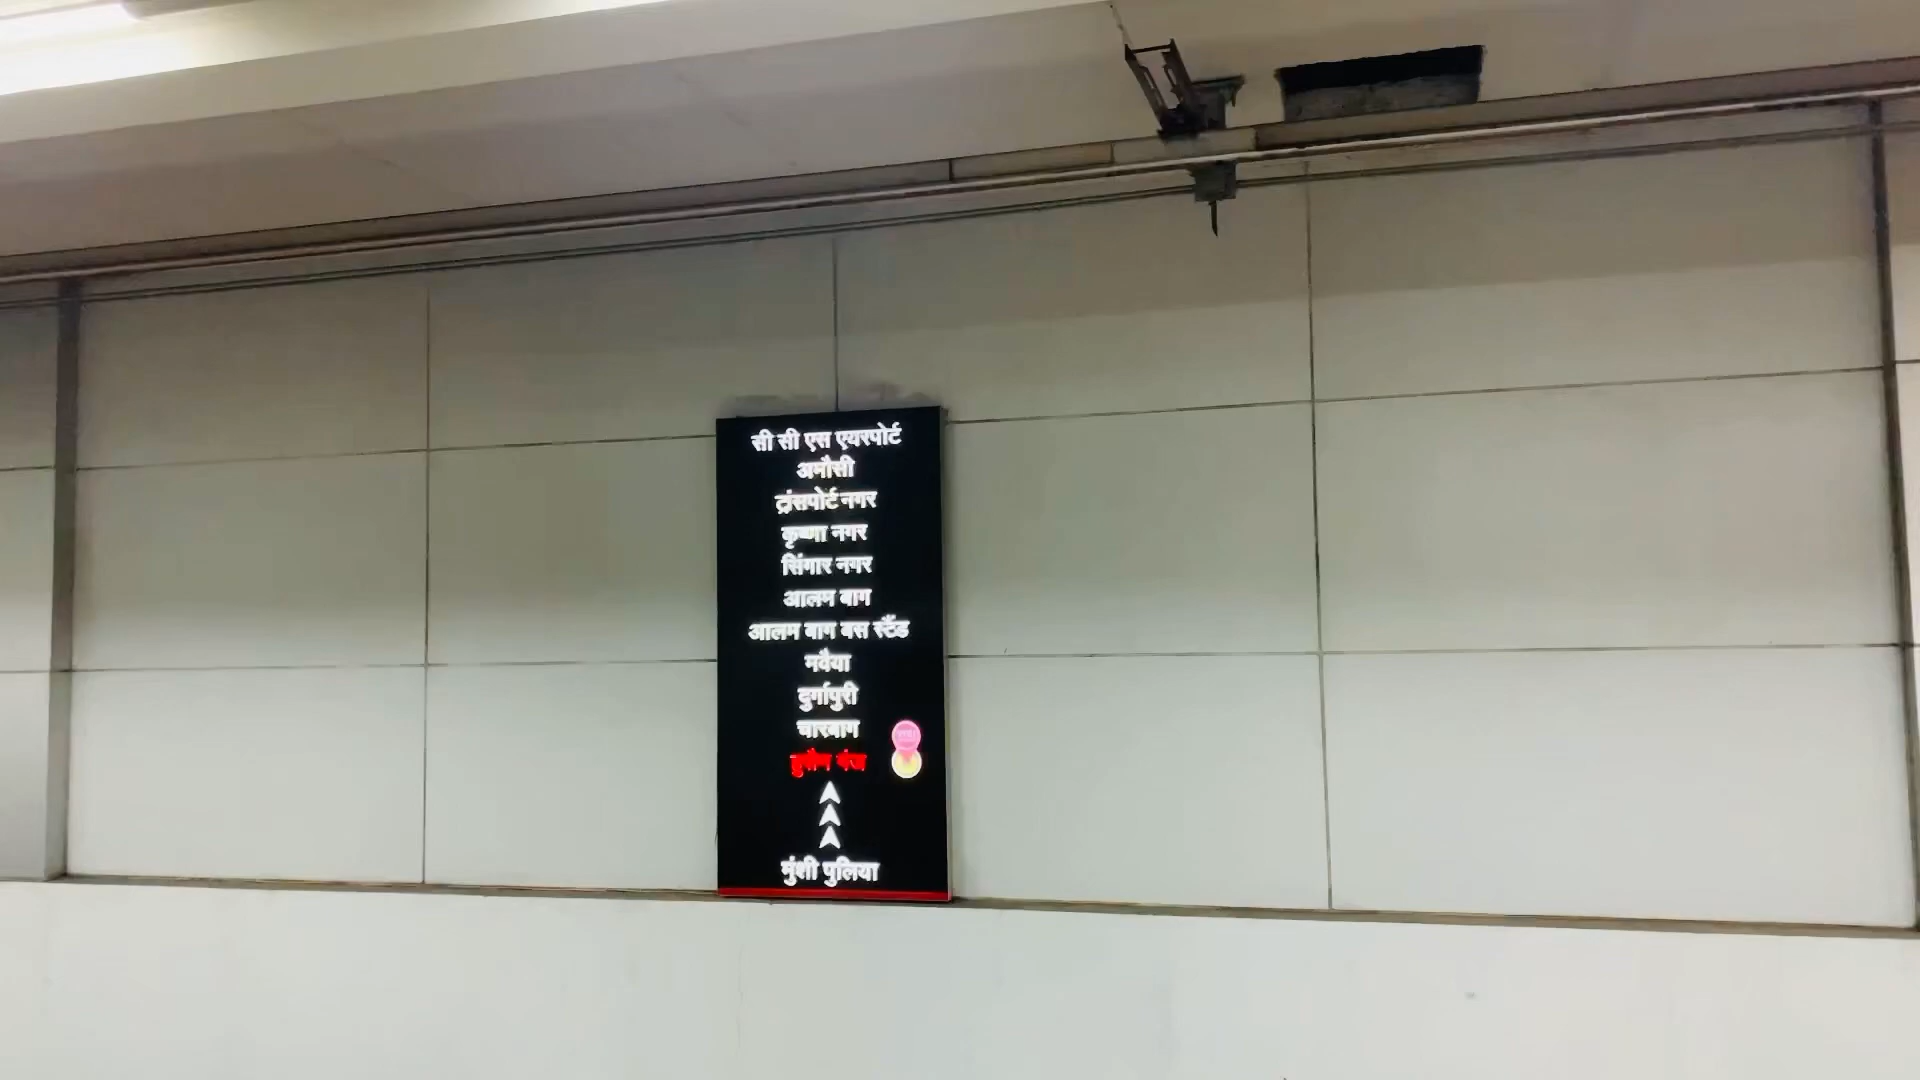 सी सी एस एयरपोर्ट
अमौसी
ट्रांसपोर्ट नगर
कृष्णा नगर
सिंगार नगर
आलम बाग
आलम बाग बस स्टैंड
मवैया
दुर्गापुरी
चारबाग
मुंशी पुलिया